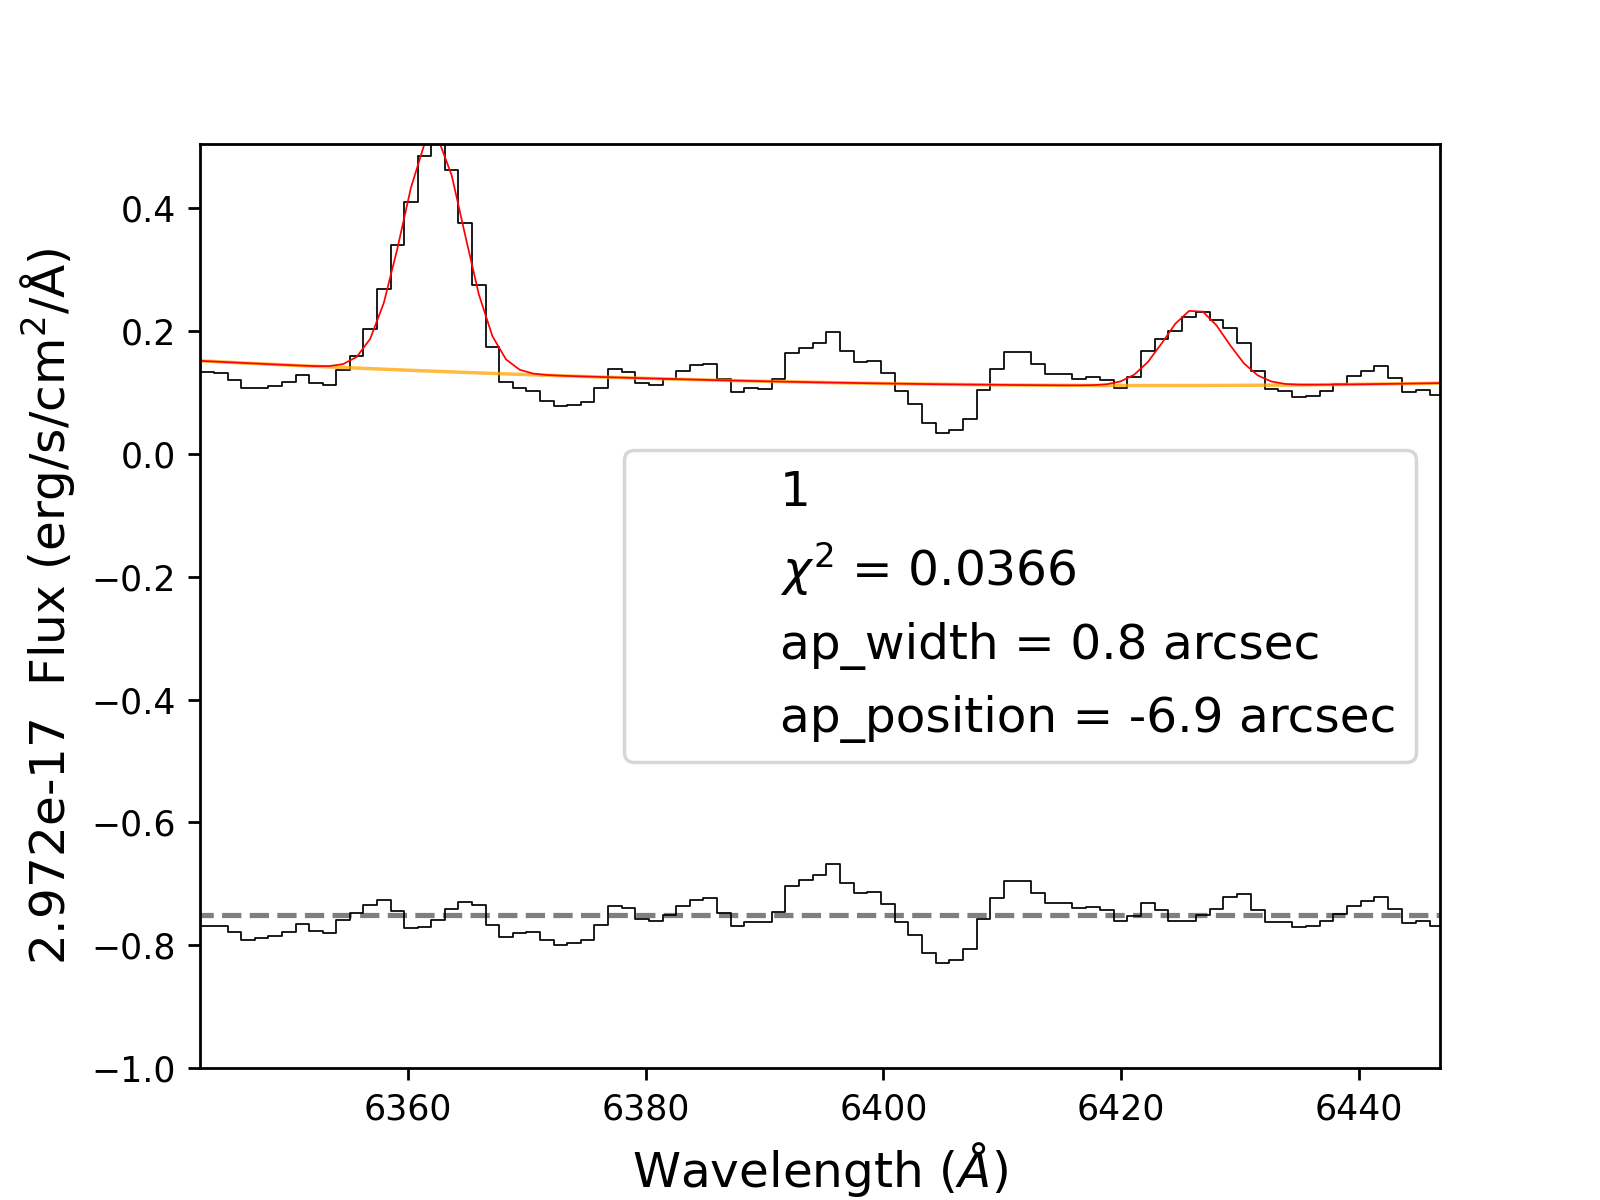 2.972e-17 Flux (erg/s/cm²/Å)
0.4
0.2
0.0
−0.2
−0.4
−0.6
−0.8
−1.0
1
χ² = 0.0366
ap_width = 0.8 arcsec
ap_position = -6.9 arcsec
6360 6380 6400 6420 6440
Wavelength (Å)